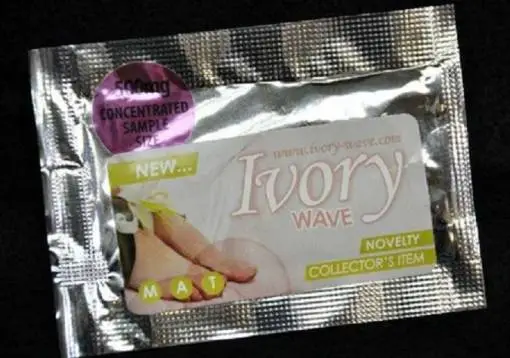 500mg
CONCENTRATED
SAMPLE
SIZE
NEW...
www.ivory-wave.com
Ivory
WAVE
NOVELTY
COLLECTOR'S ITEM
M A T